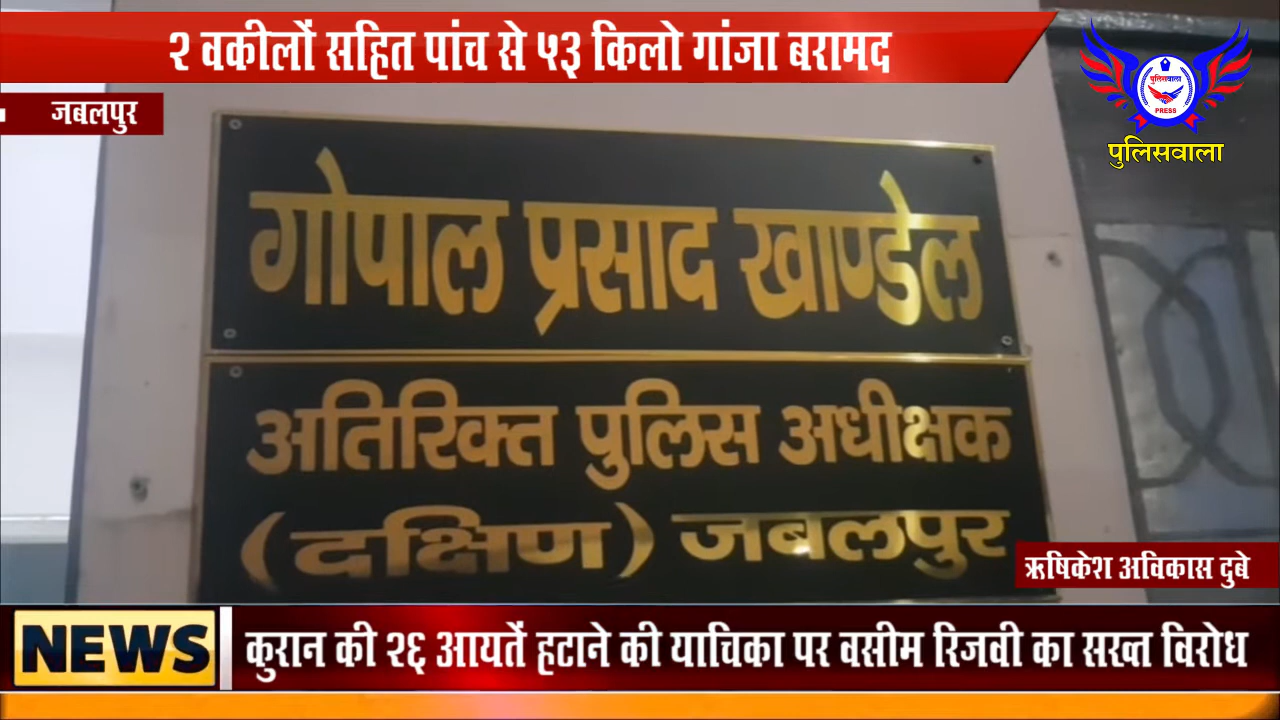 २ वकीलों सहित पांच से ५३ किलो गांजा बरामद
जबलपुर
पुलिसवाला
PRESS
पुलिसवाला
गोपाल प्रसाद खाण्डेल
अतिरिक्त पुलिस अधीक्षक
(दक्षिण) जबलपुर
ऋषिकेश अविकास दुबे
NEWS
कुरान की २६ आयतें हटाने की याचिका पर वसीम रिजवी का सख्त विरोध